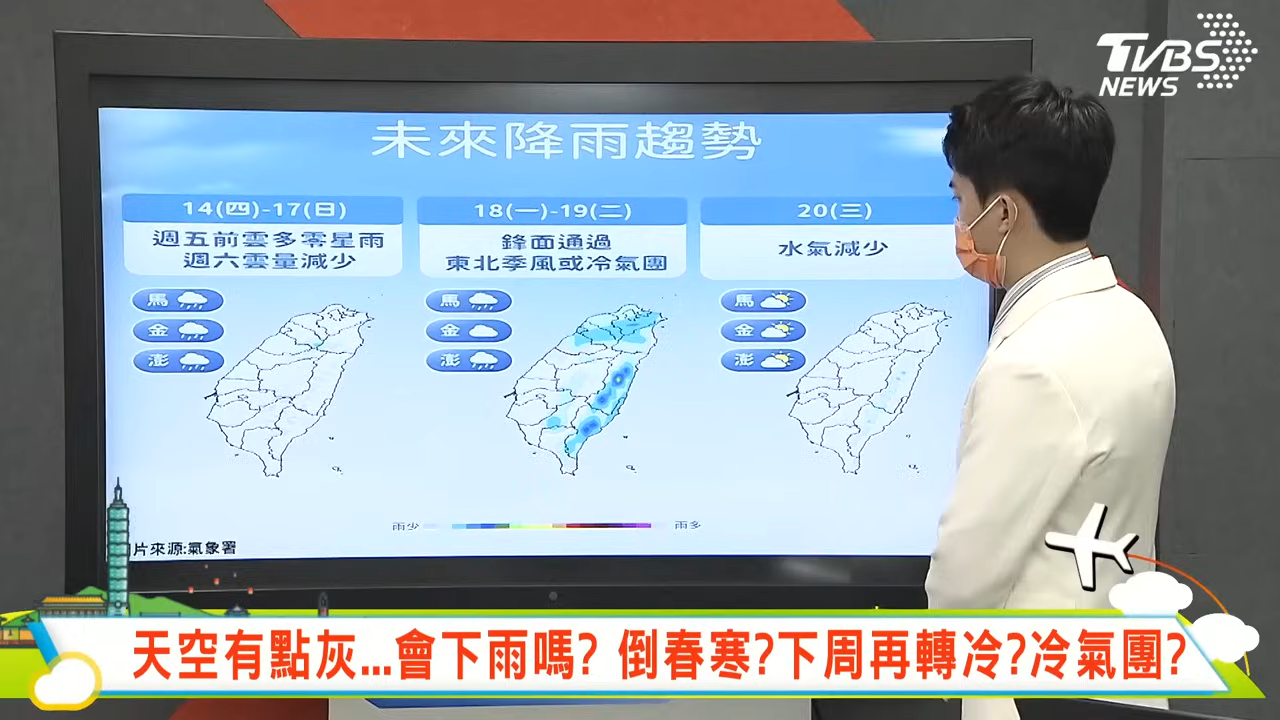 TVBS
NEWS
未來降雨趨勢
14(四)-17(日)
週五前雲多零星雨
週六雲量減少
18(一)-19(二)
鋒面通過
東北季風或冷氣團
20(三)
水氣減少
馬
金
澎
馬
金
澎
馬
金
澎
雨少
雨多
片來源:氣象署
天空有點灰...會下雨嗎? 倒春寒?下周再轉冷?冷氣團?